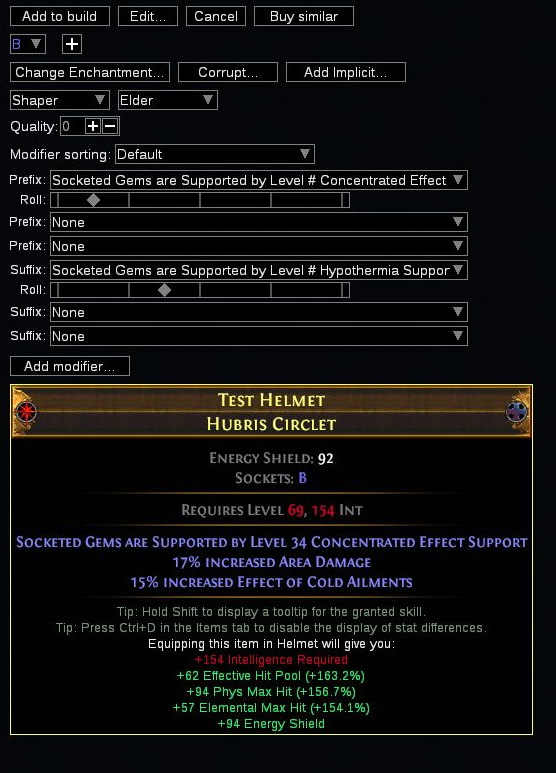 Add to build Edit... Cancel Buy similar
B +
Change Enchantment... Corrupt... Add Implicit...
Shaper Elder
Quality: 0 + −
Modifier sorting: Default
Prefix: Socketed Gems are Supported by Level # Concentrated Effect
Roll:
Prefix: None
Prefix: None
Suffix: Socketed Gems are Supported by Level # Hypothermia Suppor
Roll:
Suffix: None
Suffix: None
Add modifier...
Test Helmet
Hubris Circlet
Energy Shield: 92
Sockets: B
Requires Level 69, 154 Int
Socketed Gems are Supported by Level 34 Concentrated Effect Support
17% increased Area Damage
15% increased Effect of Cold Ailments
Tip: Hold Shift to display a tooltip for the granted skill.
Tip: Press Ctrl+D in the Items tab to disable the display of stat differences.
Equipping this item in Helmet will give you:
+154 Intelligence Required
+62 Effective Hit Pool (+163.2%)
+94 Phys Max Hit (+156.7%)
+57 Elemental Max Hit (+154.1%)
+94 Energy Shield